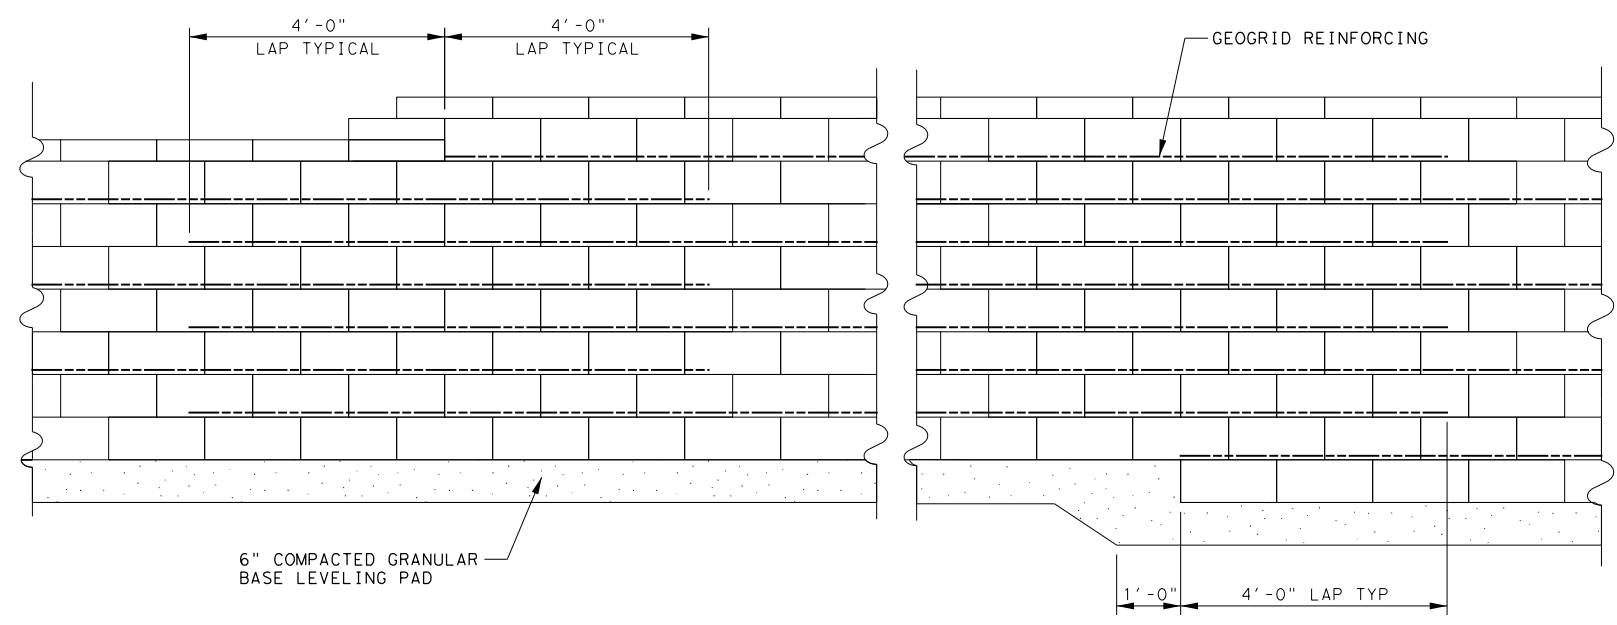 4'-0"
LAP TYPICAL
4'-0"
LAP TYPICAL
GEOGRID REINFORCING
6" COMPACTED GRANULAR
BASE LEVELING PAD
1'-0"
4'-0" LAP TYP